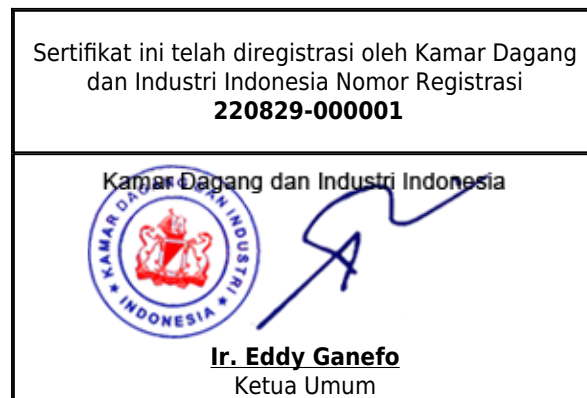 Sertifikat ini telah diregistrasi oleh Kamar Dagang
dan Industri Indonesia Nomor Registrasi
220829-000001
Kamar Dagang dan Industri Indonesia
KAMAR DAGANG DAN INDUSTRI
INDONESIA
Ir. Eddy Ganefo
Ketua Umum